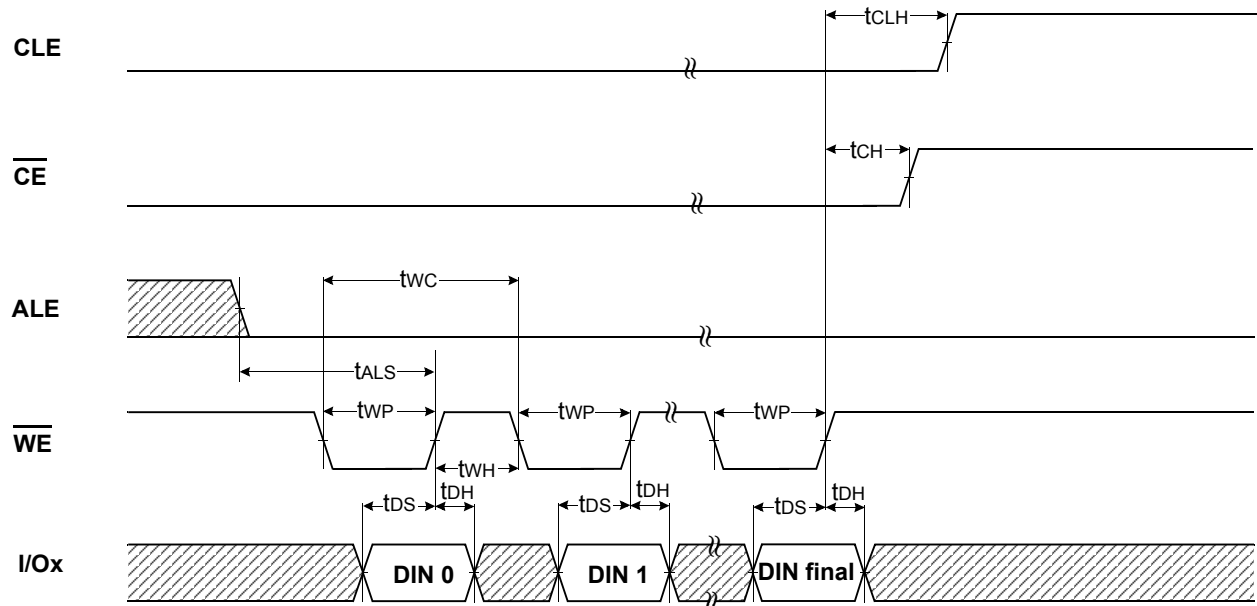 tCLH
CLE
tCH
CE
tWC
ALE
tALS
tWP tWP tWP
WE
tWH
tDS tDH tDS tDH tDS tDH
I/Ox DIN 0 DIN 1 DIN final